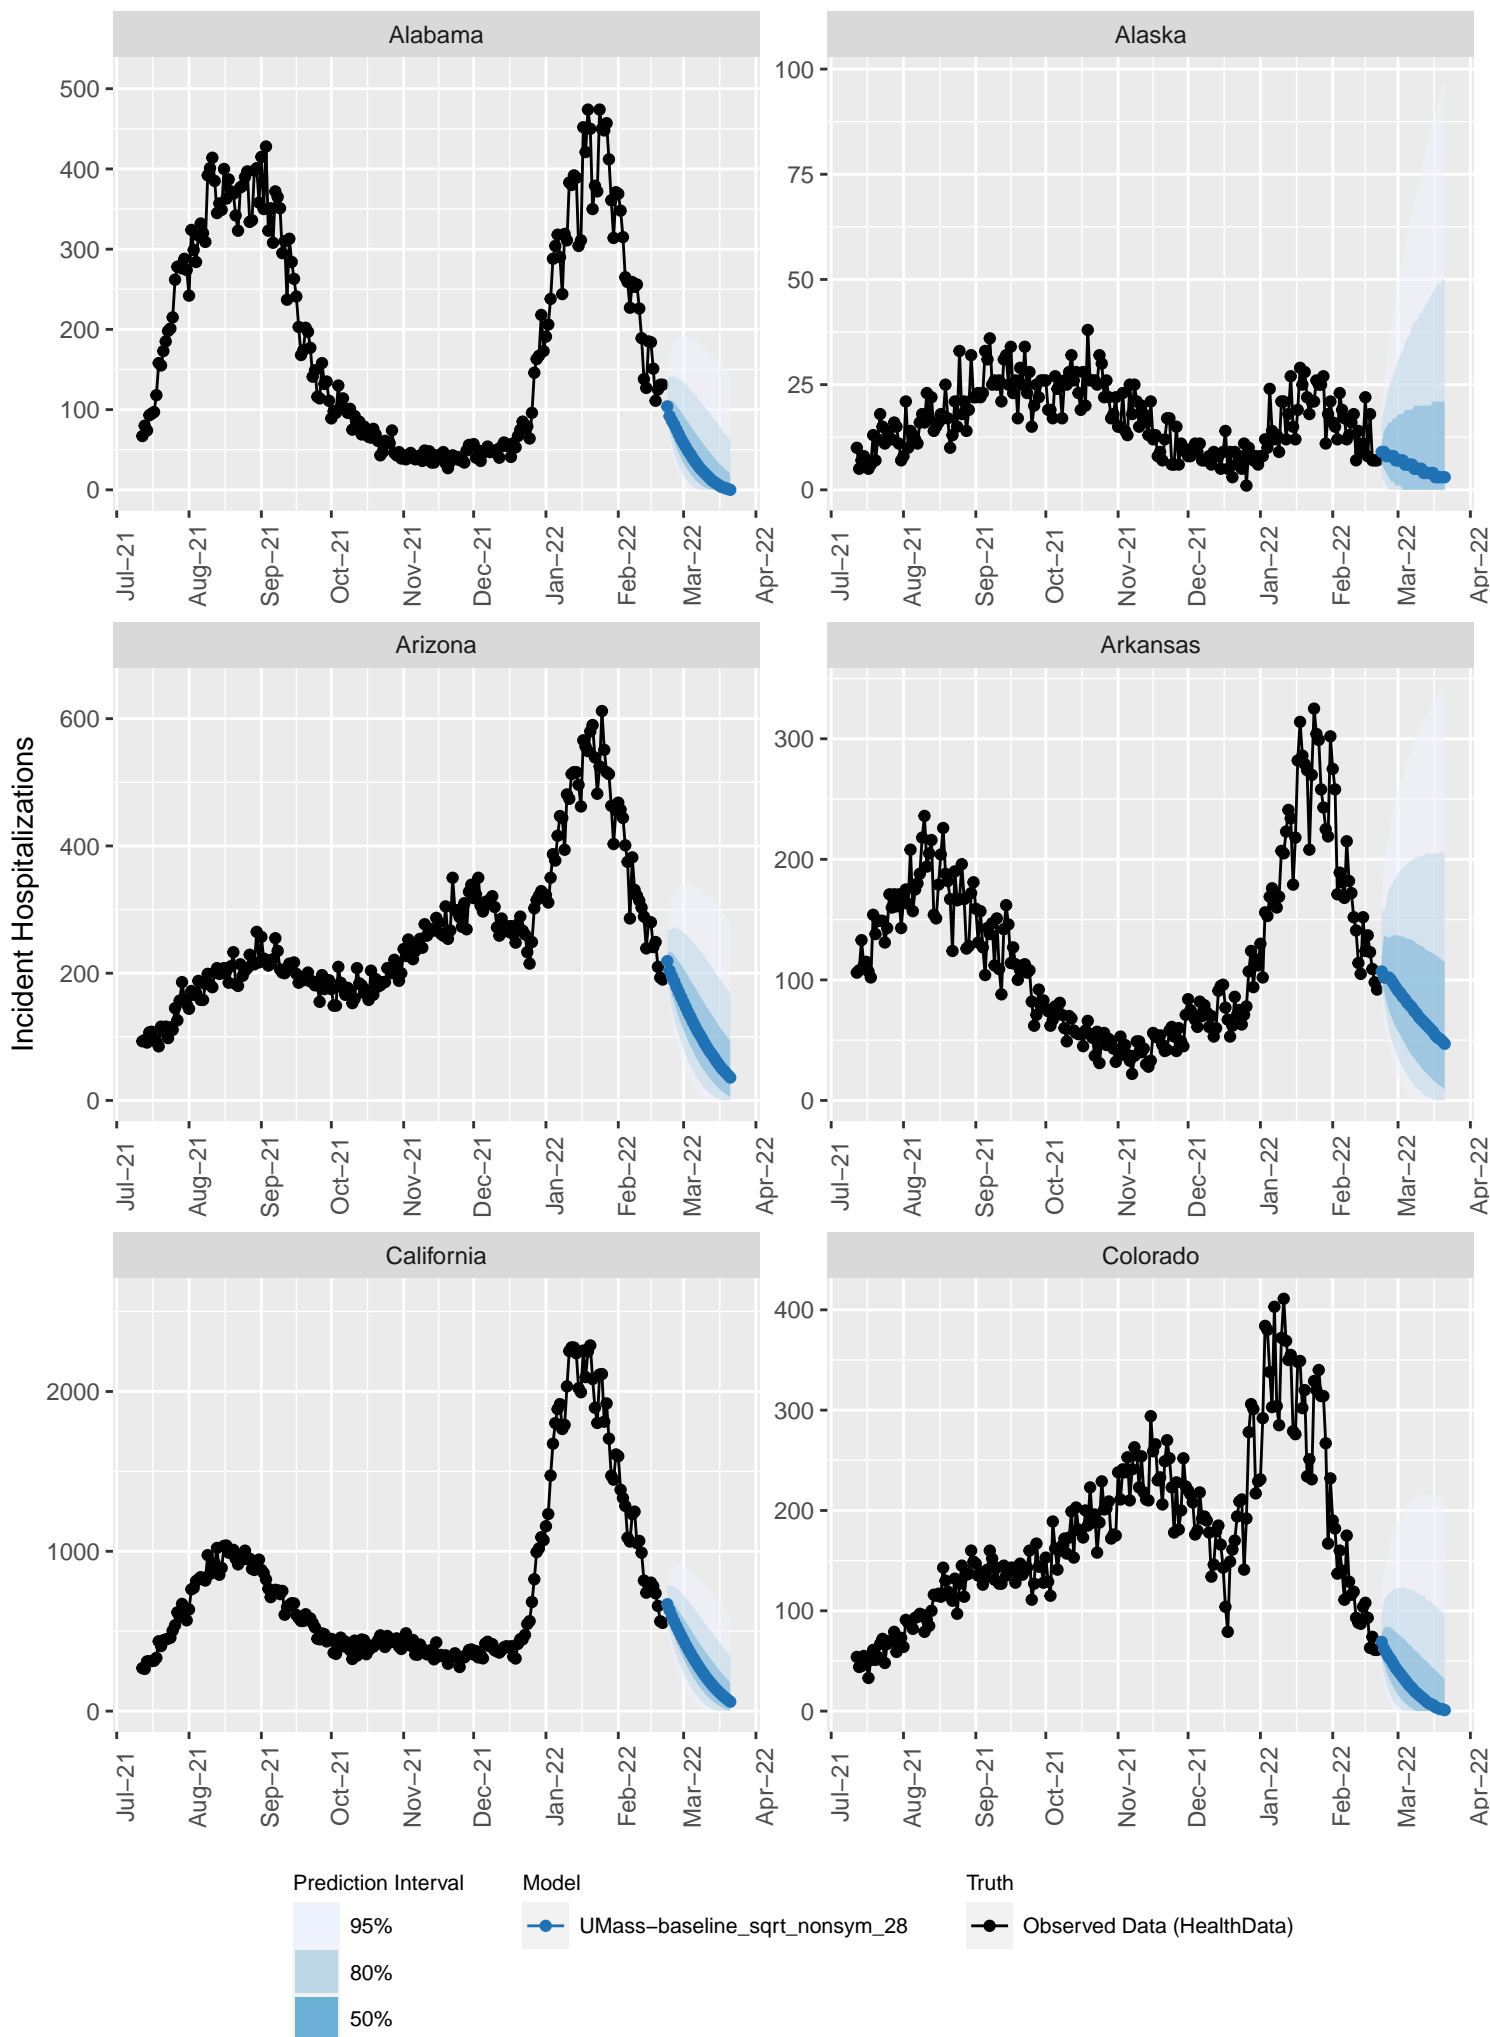 Alabama
Alaska
500
400
300
200
100
0
100
75
50
25
0
Jul−21
Aug−21
Sep−21
Oct−21
Nov−21
Dec−21
Jan−22
Feb−22
Mar−22
Apr−22
Jul−21
Aug−21
Sep−21
Oct−21
Nov−21
Dec−21
Jan−22
Feb−22
Mar−22
Apr−22
Incident Hospitalizations
Arizona
Arkansas
600
400
200
0
300
200
100
0
Jul−21
Aug−21
Sep−21
Oct−21
Nov−21
Dec−21
Jan−22
Feb−22
Mar−22
Apr−22
Jul−21
Aug−21
Sep−21
Oct−21
Nov−21
Dec−21
Jan−22
Feb−22
Mar−22
Apr−22
California
Colorado
2000
1000
0
400
300
200
100
0
Jul−21
Aug−21
Sep−21
Oct−21
Nov−21
Dec−21
Jan−22
Feb−22
Mar−22
Apr−22
Jul−21
Aug−21
Sep−21
Oct−21
Nov−21
Dec−21
Jan−22
Feb−22
Mar−22
Apr−22
Prediction Interval
95%
80%
50%
Model
UMass−baseline_sqrt_nonsym_28
Truth
Observed Data (HealthData)